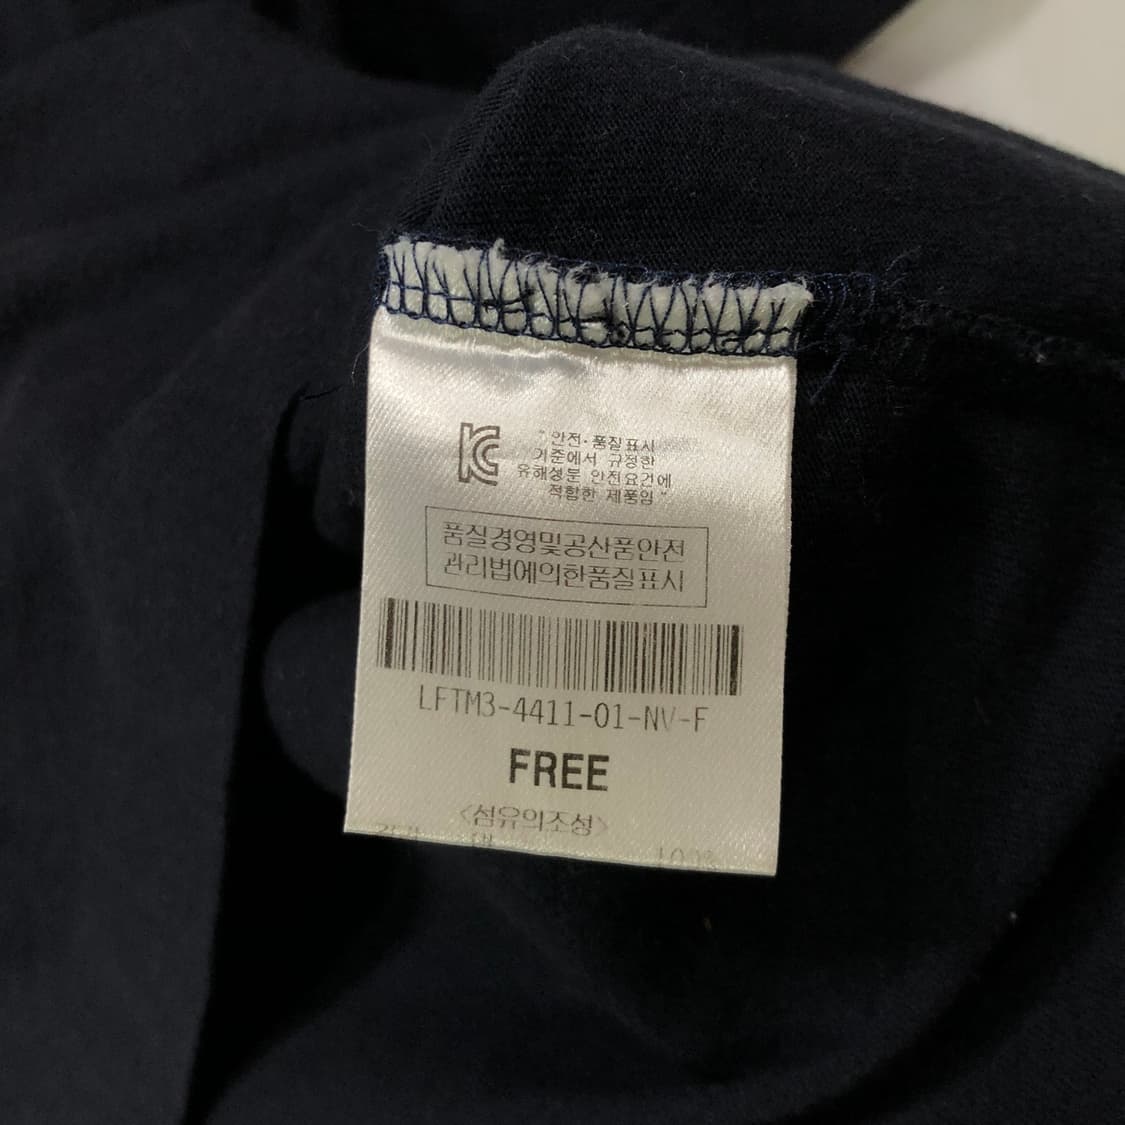 KC
" 안전·품질표시
기준에서 규정한
유해성분 안전요건에
적합한 제품임 "
품질경영및공산품안전
관리법에의한품질표시
LFTM3-4411-01-NV-F
FREE
<섬유의조성>